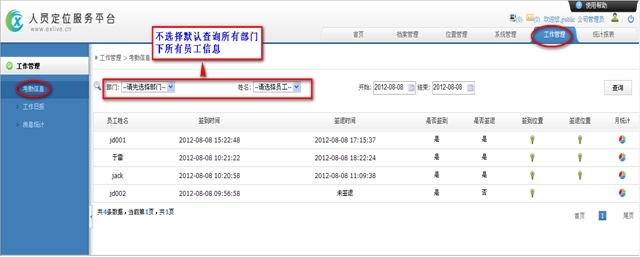 使用帮助
人员定位服务平台
www.exlive.cn
(0) 欢迎您,public 公司管理员
首页 档案管理 位置管理 系统管理 工作管理 统计报表
不选择默认查询所有部门
下所有员工信息
工作管理
考勤信息
工作日报
消息统计
工作管理 > 考勤信息
部门: --请先选择部门-- 姓名: --请选择员工-- 开始: 2012-08-08 结束: 2012-08-08 查询
员工姓名 签到时间 签退时间 是否签到 是否签退 签到位置 签退位置 月统计
jd001 2012-08-08 15:22:48 2012-08-08 17:15:37 是 是
于雷 2012-08-08 10:21:22 2012-08-08 18:22:24 是 是
jack 2012-08-08 10:20:58 2012-08-08 11:09:38 是 是
jd002 2012-08-08 09:56:58 未签退 是 否
共4条数据，当前第1页，共1页
首页 1 尾页